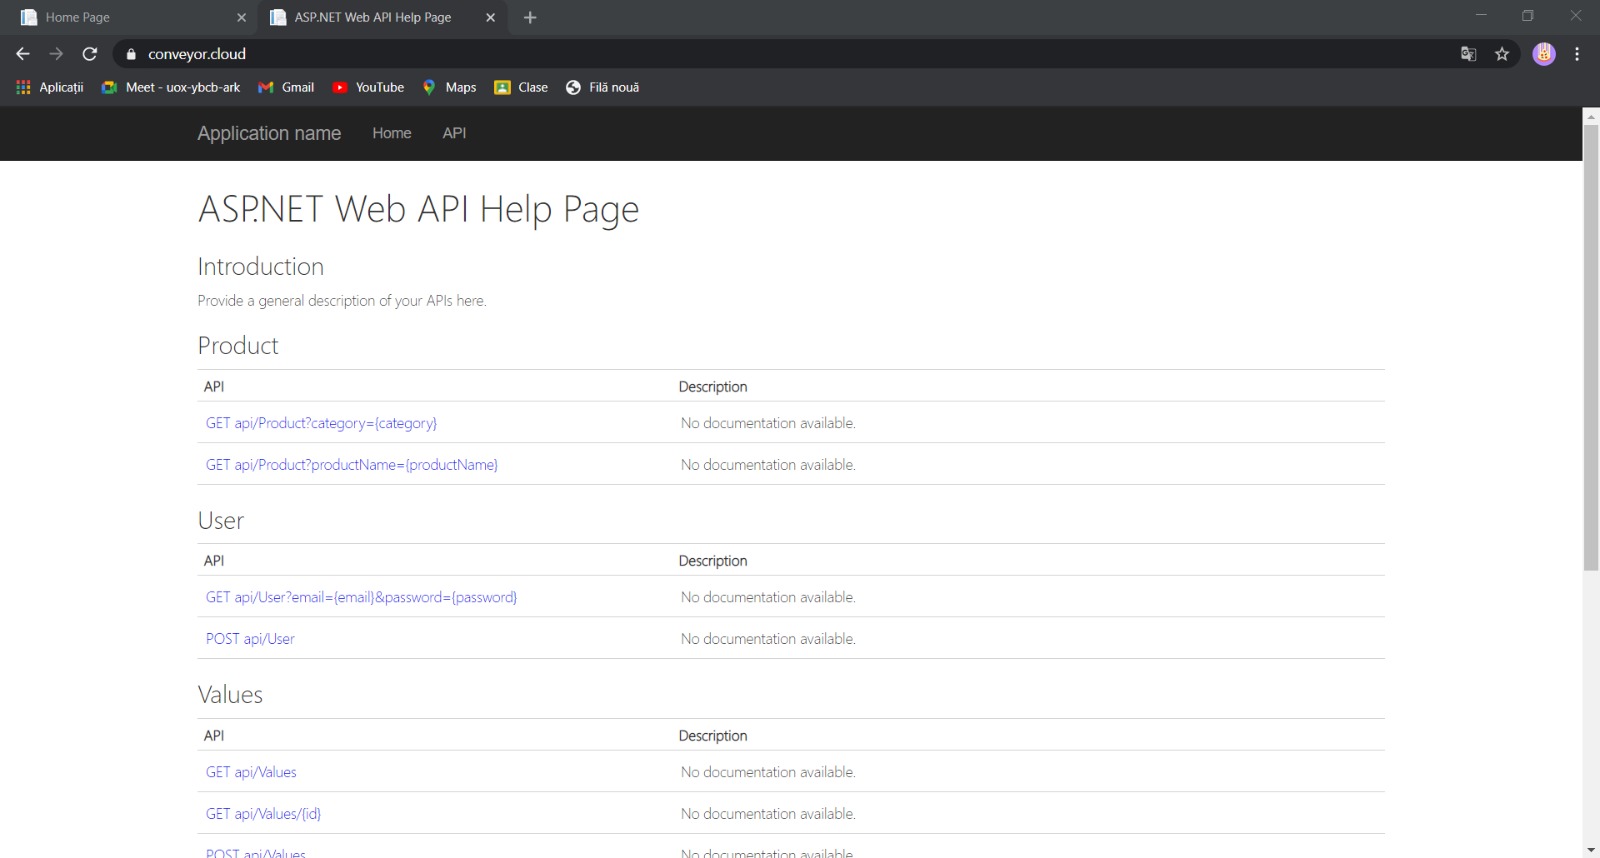 Home Page
ASP.NET Web API Help Page
conveyor.cloud
Aplicații Meet - uox-ybcb-ark Gmail YouTube Maps Clase Filă nouă
Application name Home API
ASP.NET Web API Help Page
Introduction
Provide a general description of your APIs here.
Product
API Description
GET api/Product?category={category} No documentation available.
GET api/Product?productName={productName} No documentation available.
User
API Description
GET api/User?email={email}&password={password} No documentation available.
POST api/User No documentation available.
Values
API Description
GET api/Values No documentation available.
GET api/Values/{id} No documentation available.
POST api/Values No documentation available.